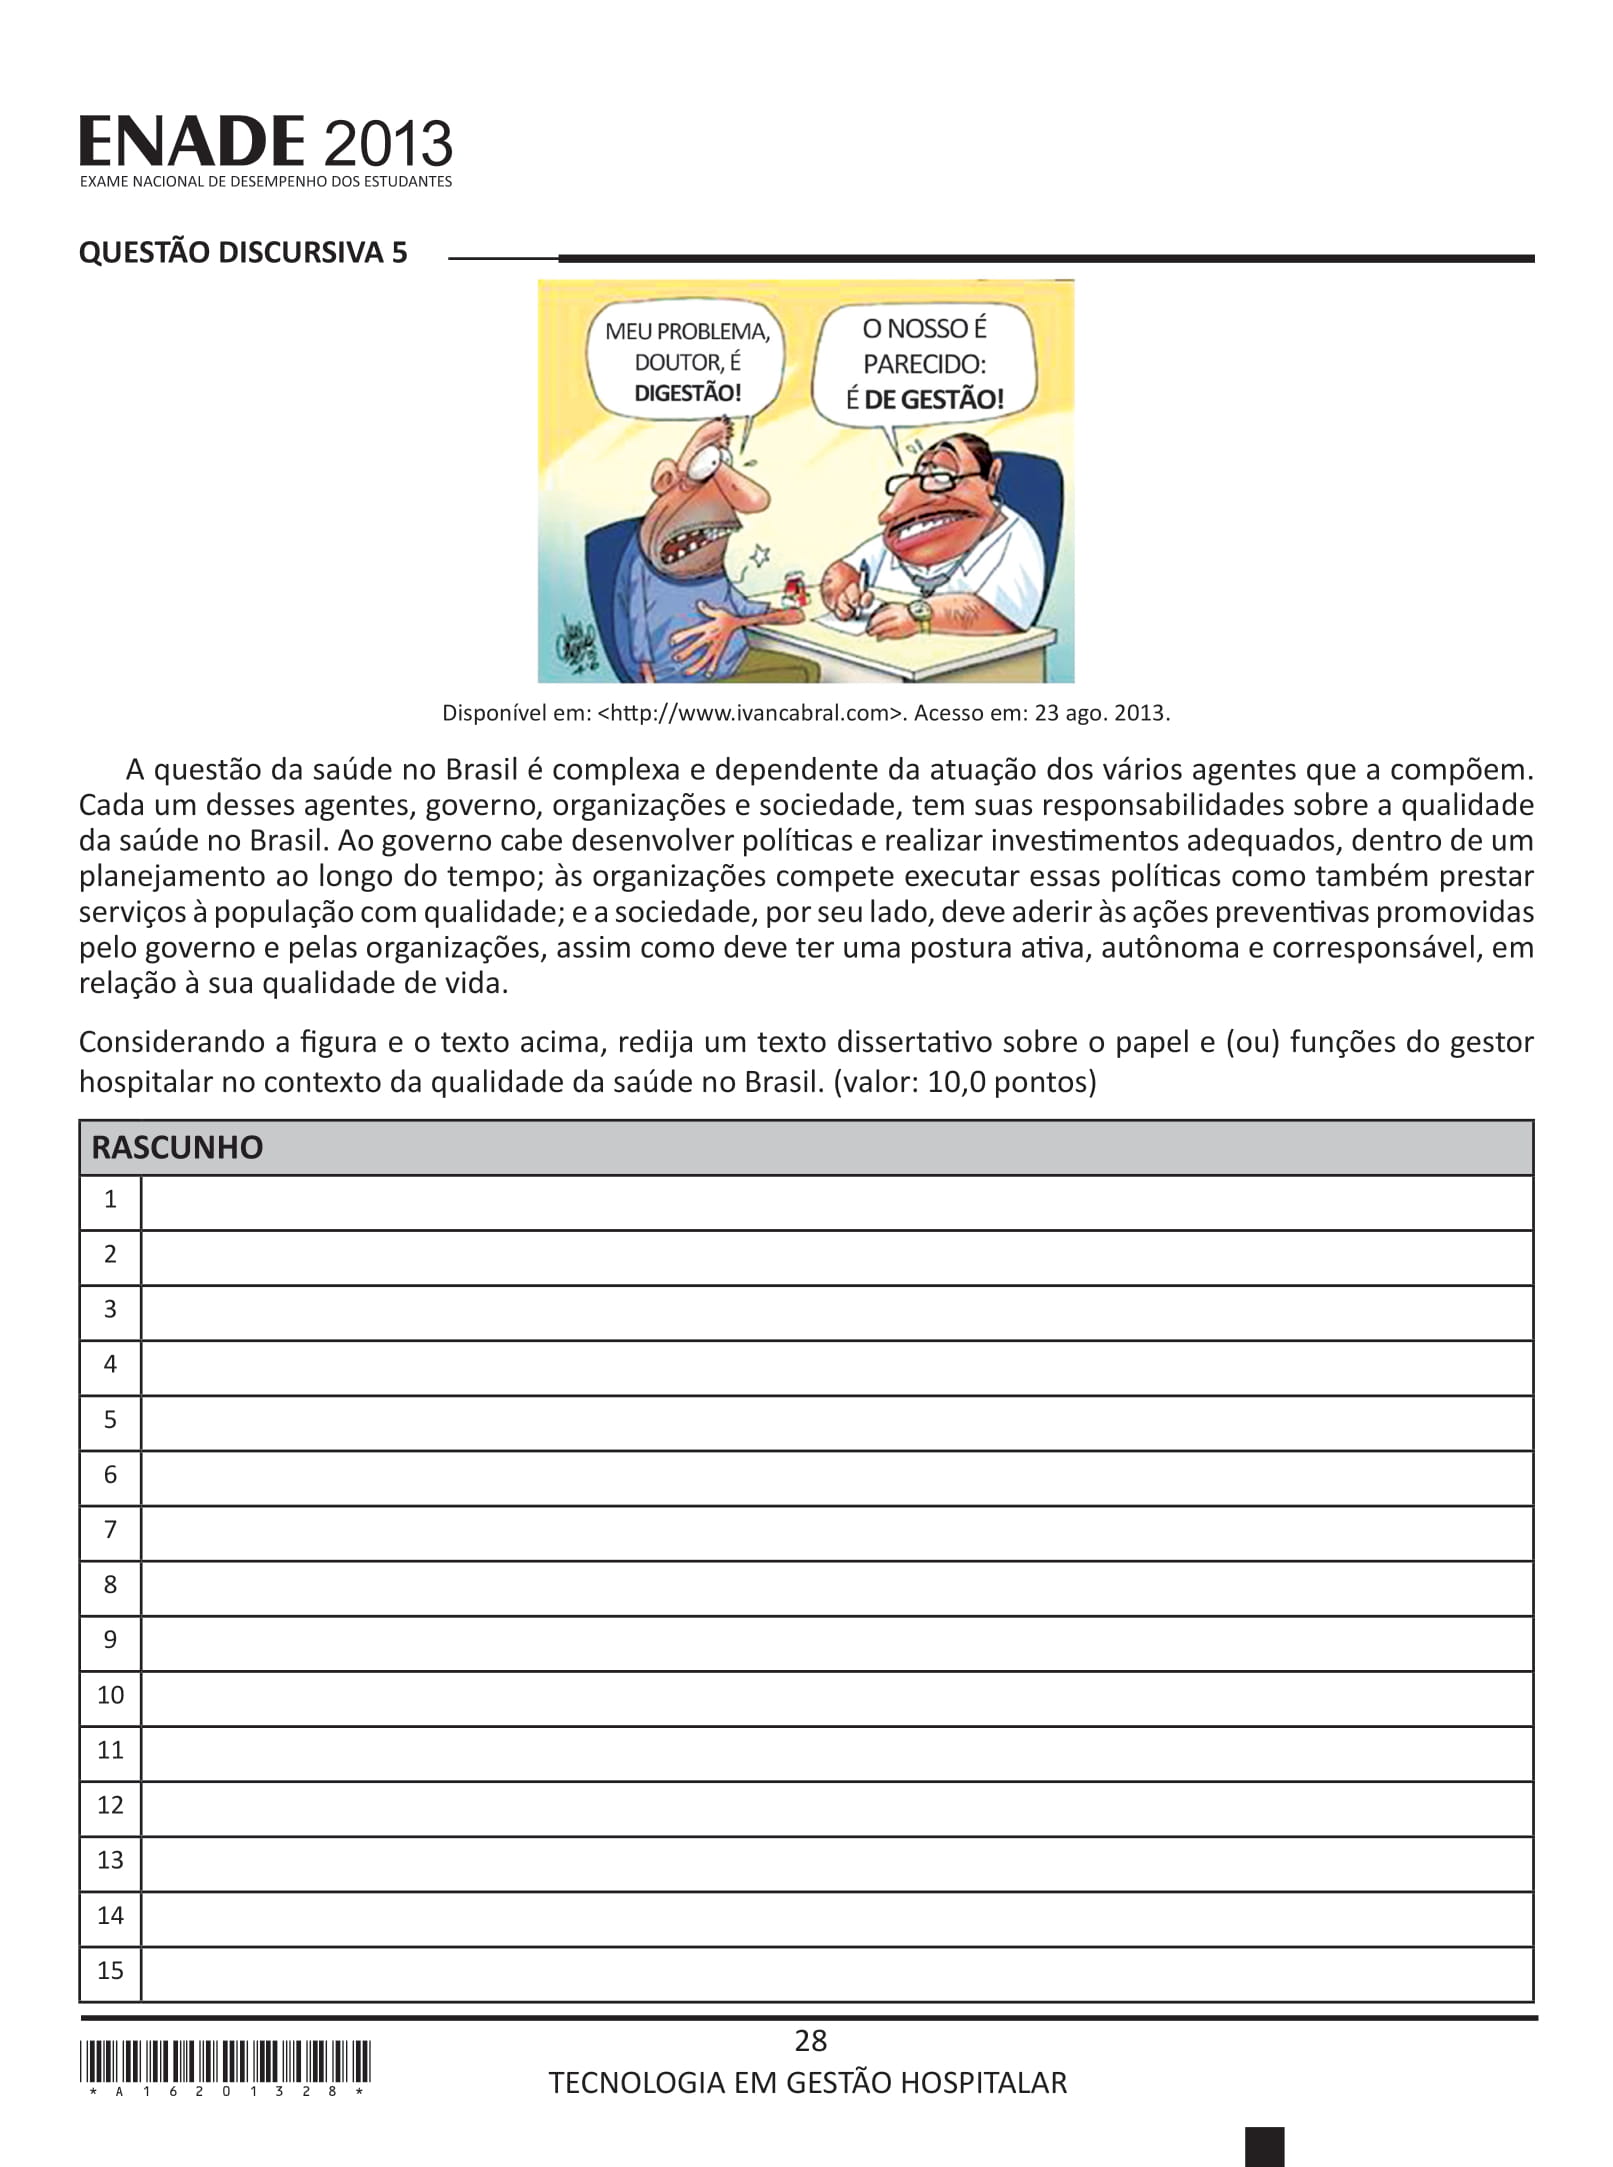 ENADE 2013
EXAME NACIONAL DE DESEMPENHO DOS ESTUDANTES
QUESTÃO DISCURSIVA 5
MEU PROBLEMA,
DOUTOR, É
DIGESTÃO!
O NOSSO É
PARECIDO:
É DE GESTÃO!
Disponível em: <http://www.ivancabral.com>. Acesso em: 23 ago. 2013.
A questão da saúde no Brasil é complexa e dependente da atuação dos vários agentes que a compõem.
Cada um desses agentes, governo, organizações e sociedade, tem suas responsabilidades sobre a qualidade
da saúde no Brasil. Ao governo cabe desenvolver políticas e realizar investimentos adequados, dentro de um
planejamento ao longo do tempo; às organizações compete executar essas políticas como também prestar
serviços à população com qualidade; e a sociedade, por seu lado, deve aderir às ações preventivas promovidas
pelo governo e pelas organizações, assim como deve ter uma postura ativa, autônoma e corresponsável, em
relação à sua qualidade de vida.
Considerando a figura e o texto acima, redija um texto dissertativo sobre o papel e (ou) funções do gestor
hospitalar no contexto da qualidade da saúde no Brasil. (valor: 10,0 pontos)
RASCUNHO
1
2
3
4
5
6
7
8
9
10
11
12
13
14
15
28
TECNOLOGIA EM GESTÃO HOSPITALAR
*A16201328*